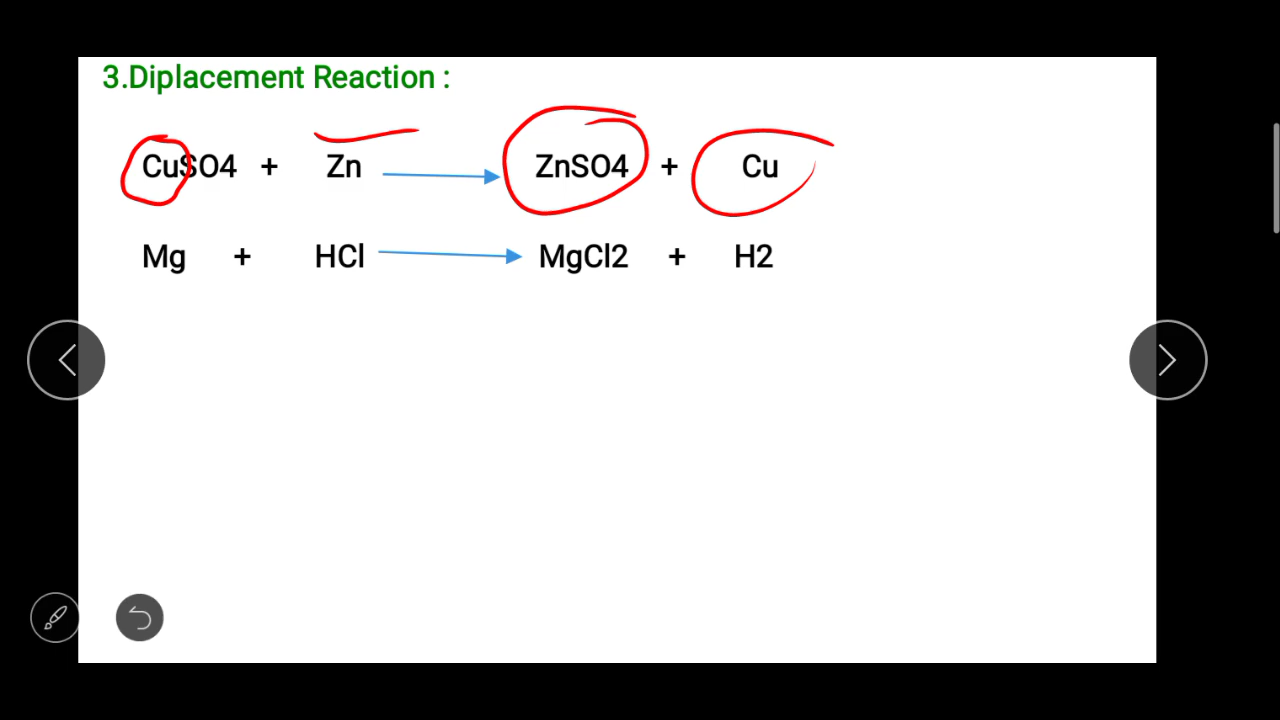 3.Diplacement Reaction :
CuSO4 + Zn ZnSO4 + Cu
Mg + HCl MgCl2 + H2